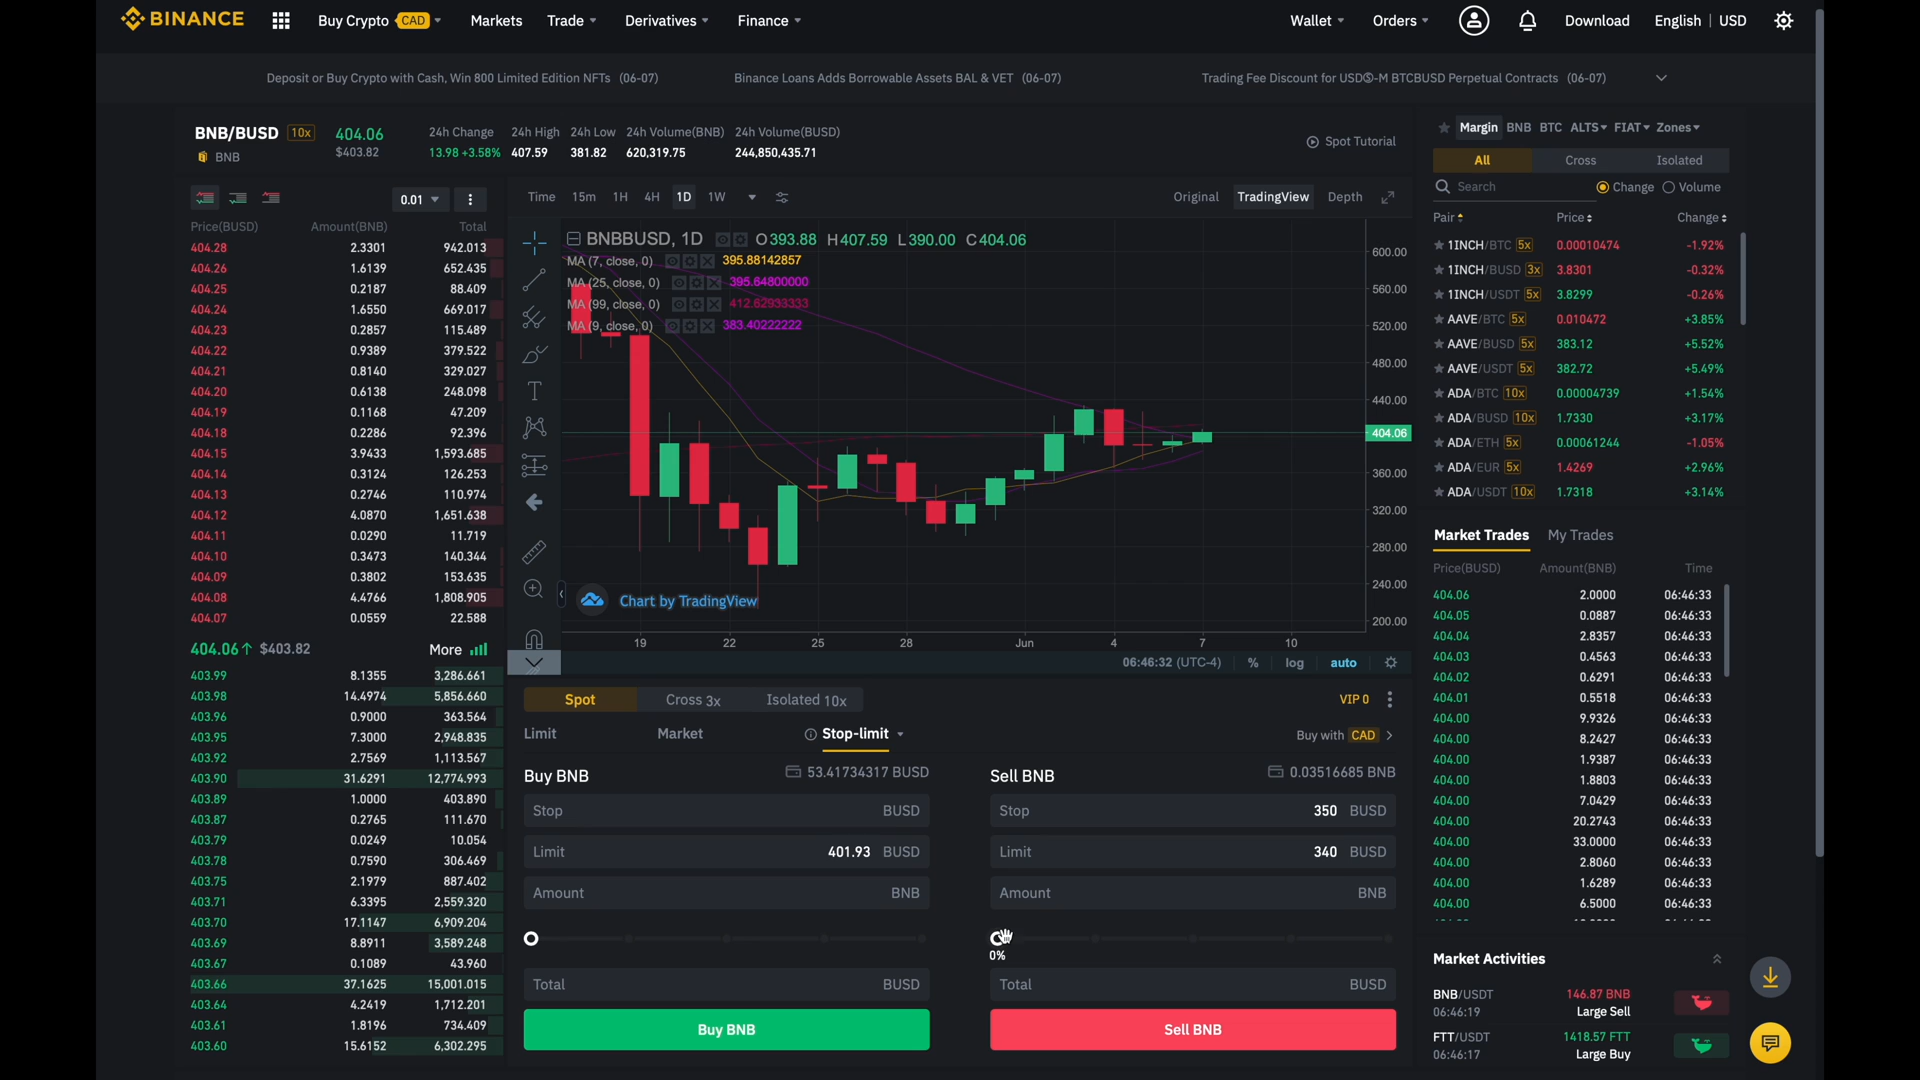 BINANCE Buy Crypto CAD Markets Trade Derivatives Finance Wallet Orders Download English | USD
Deposit or Buy Crypto with Cash, Win 800 Limited Edition NFTs (06-07) Binance Loans Adds Borrowable Assets BAL & VET (06-07) Trading Fee Discount for USDⓈ-M BTCBUSD Perpetual Contracts (06-07)
BNB/BUSD 10x 404.06 24h Change 24h High 24h Low 24h Volume(BNB) 24h Volume(BUSD)
BNB $403.82 13.98 +3.58% 407.59 381.82 620,319.75 244,850,435.71
Spot Tutorial
0.01
Price(BUSD) Amount(BNB) Total
404.28 2.3301 942.013
404.26 1.6139 652.435
404.25 0.2187 88.409
404.24 1.6550 669.017
404.23 0.2857 115.489
404.22 0.9389 379.522
404.21 0.8140 329.027
404.20 0.6138 248.098
404.19 0.1168 47.209
404.18 0.2286 92.396
404.15 3.9433 1,593.685
404.14 0.3124 126.253
404.13 0.2746 110.974
404.12 4.0870 1,651.638
404.11 0.0290 11.719
404.10 0.3473 140.344
404.09 0.3802 153.635
404.08 4.4766 1,808.905
404.07 0.0559 22.588
404.06↑ $403.82 More
403.99 8.1355 3,286.661
403.98 14.4974 5,856.660
403.96 0.9000 363.564
403.95 7.3000 2,948.835
403.92 2.7569 1,113.567
403.90 31.6291 12,774.993
403.89 1.0000 403.890
403.87 0.2765 111.670
403.79 0.0249 10.054
403.78 0.7590 306.469
403.75 2.1979 887.402
403.71 6.3395 2,559.320
403.70 17.1147 6,909.204
403.69 8.8911 3,589.248
403.67 0.1089 43.960
403.66 37.1625 15,001.015
403.64 4.2419 1,712.201
403.61 1.8196 734.409
403.60 15.6152 6,302.295
Time 15m 1H 4H 1D 1W Original TradingView Depth
BNBBUSD, 1D O393.88 H407.59 L390.00 C404.06
MA (7, close, 0) 395.88142857
MA (25, close, 0) 395.64800000
MA (99, close, 0) 412.62933333
MA (9, close, 0) 383.40222222
600.00
560.00
520.00
480.00
440.00
404.06
360.00
320.00
280.00
240.00
200.00
Chart by TradingView
19 22 25 28 Jun 4 7 10
06:46:32 (UTC-4) % log auto
Spot Cross 3x Isolated 10x VIP 0
Limit Market Stop-limit Buy with CAD
Buy BNB 53.41734317 BUSD
Stop BUSD
Limit 401.93 BUSD
Amount BNB
Total BUSD
Buy BNB
Sell BNB 0.03516685 BNB
Stop 350 BUSD
Limit 340 BUSD
Amount BNB
0%
Total BUSD
Sell BNB
Margin BNB BTC ALTS FIAT Zones
All Cross Isolated
Search Change Volume
Pair Price Change
1INCH/BTC 5x 0.00010474 -1.92%
1INCH/BUSD 3x 3.8301 -0.32%
1INCH/USDT 5x 3.8299 -0.26%
AAVE/BTC 5x 0.010472 +3.85%
AAVE/BUSD 5x 383.12 +5.52%
AAVE/USDT 5x 382.72 +5.49%
ADA/BTC 10x 0.00004739 +1.54%
ADA/BUSD 10x 1.7330 +3.17%
ADA/ETH 5x 0.00061244 -1.05%
ADA/EUR 5x 1.4269 +2.96%
ADA/USDT 10x 1.7318 +3.14%
Market Trades My Trades
Price(BUSD) Amount(BNB) Time
404.06 2.0000 06:46:33
404.05 0.0887 06:46:33
404.04 2.8357 06:46:33
404.03 0.4563 06:46:33
404.02 0.6291 06:46:33
404.01 0.5518 06:46:33
404.00 9.9326 06:46:33
404.00 8.2427 06:46:33
404.00 1.9387 06:46:33
404.00 1.8803 06:46:33
404.00 7.0429 06:46:33
404.00 20.2743 06:46:33
404.00 33.0000 06:46:33
404.00 2.8060 06:46:33
404.00 1.6289 06:46:33
404.00 6.5000 06:46:33
Market Activities
BNB/USDT 146.87 BNB
06:46:19 Large Sell
FTT/USDT 1418.57 FTT
06:46:17 Large Buy